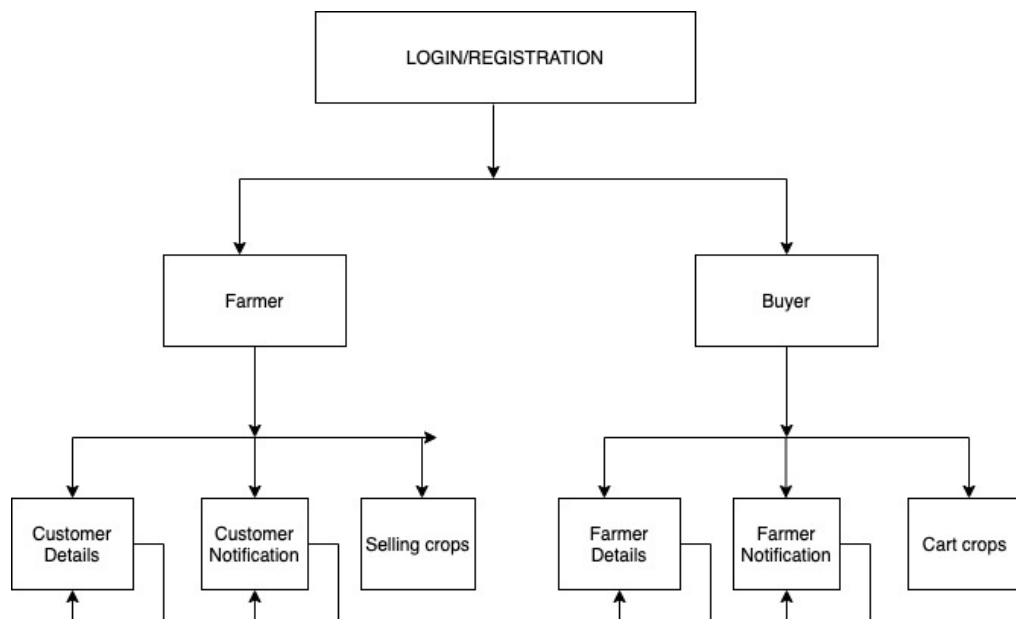 LOGIN/REGISTRATION
Farmer
Buyer
Customer
Details
Customer
Notification
Selling crops
Farmer
Details
Farmer
Notification
Cart crops